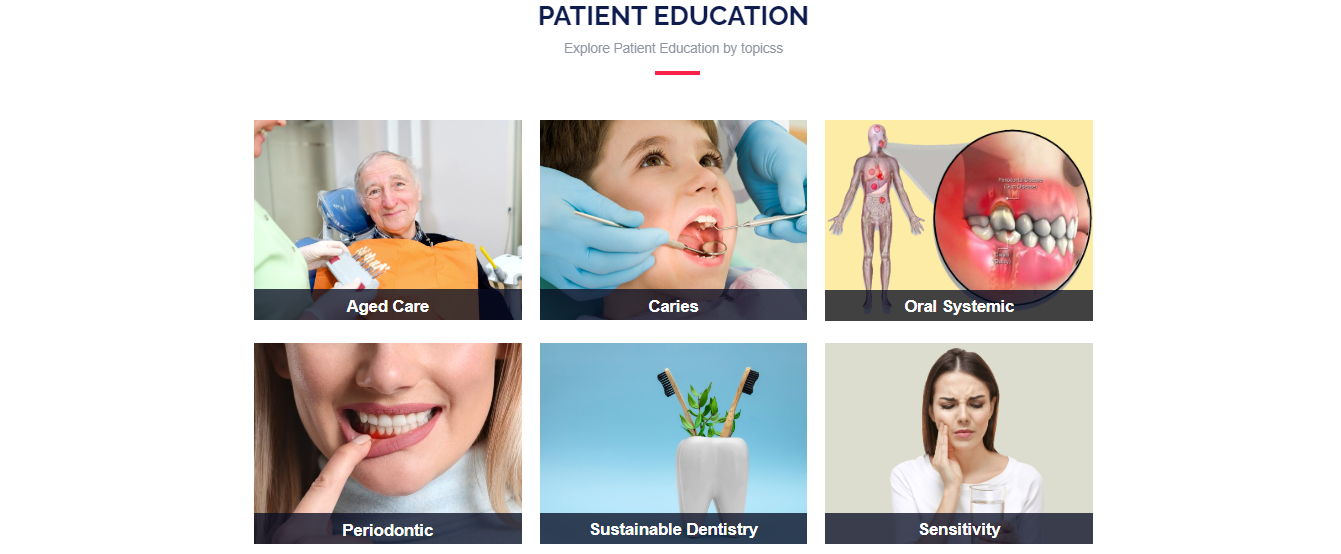 PATIENT EDUCATION
Explore Patient Education by topicss
Aged Care
Caries
Oral Systemic
Periodontic
Sustainable Dentistry
Sensitivity